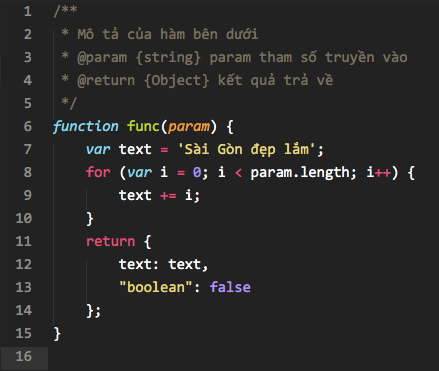 1 /**
2  * Mô tả của hàm bên dưới
3  * @param {string} param tham số truyền vào
4  * @return {Object} kết quả trả về
5  */
6 function func(param) {
7     var text = 'Sài Gòn đẹp lắm';
8     for (var i = 0; i < param.length; i++) {
9         text += i;
10     }
11     return {
12         text: text,
13         "boolean": false
14     };
15 }
16